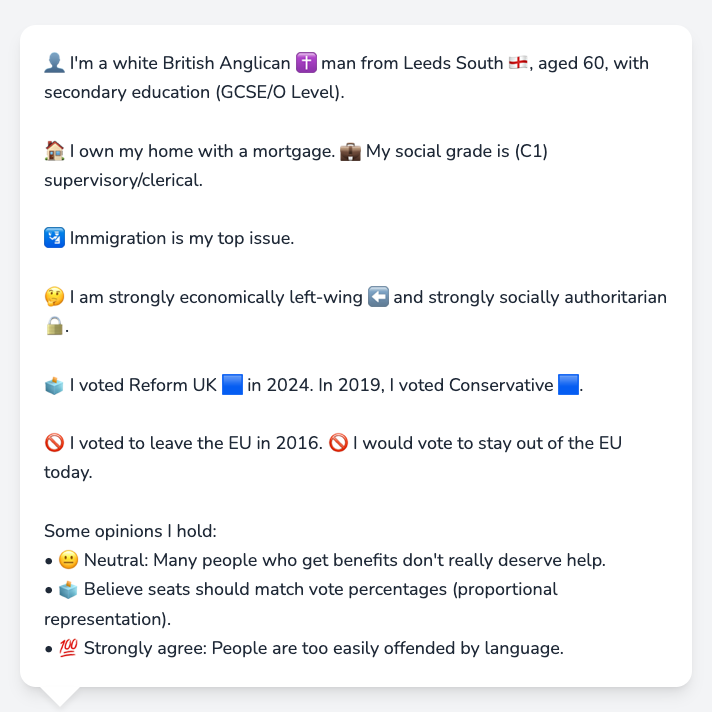 👤 I'm a white British Anglican ✝️ man from Leeds South 🏴󠁧󠁢󠁥󠁮󠁧󠁿, aged 60, with
secondary education (GCSE/O Level).
🏠 I own my home with a mortgage. 💼 My social grade is (C1)
supervisory/clerical.
🛂 Immigration is my top issue.
🤔 I am strongly economically left-wing ⬅️ and strongly socially authoritarian
🔒.
🗳️ I voted Reform UK 🟦 in 2024. In 2019, I voted Conservative 🟦.
🚫 I voted to leave the EU in 2016. 🚫 I would vote to stay out of the EU
today.
Some opinions I hold:
• 😐 Neutral: Many people who get benefits don't really deserve help.
• 🗳️ Believe seats should match vote percentages (proportional
representation).
• 💯 Strongly agree: People are too easily offended by language.